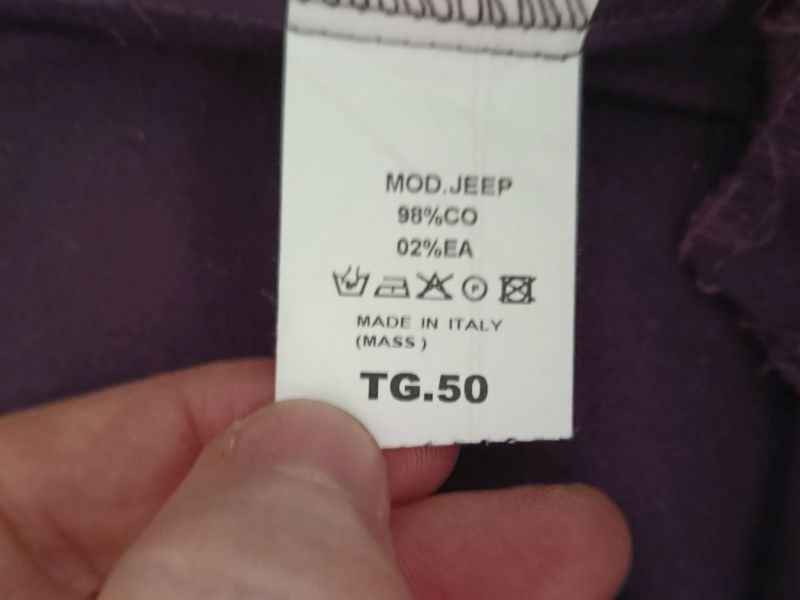 MOD.JEEP
98%CO
02%EA
P
MADE IN ITALY
(MASS )
TG.50